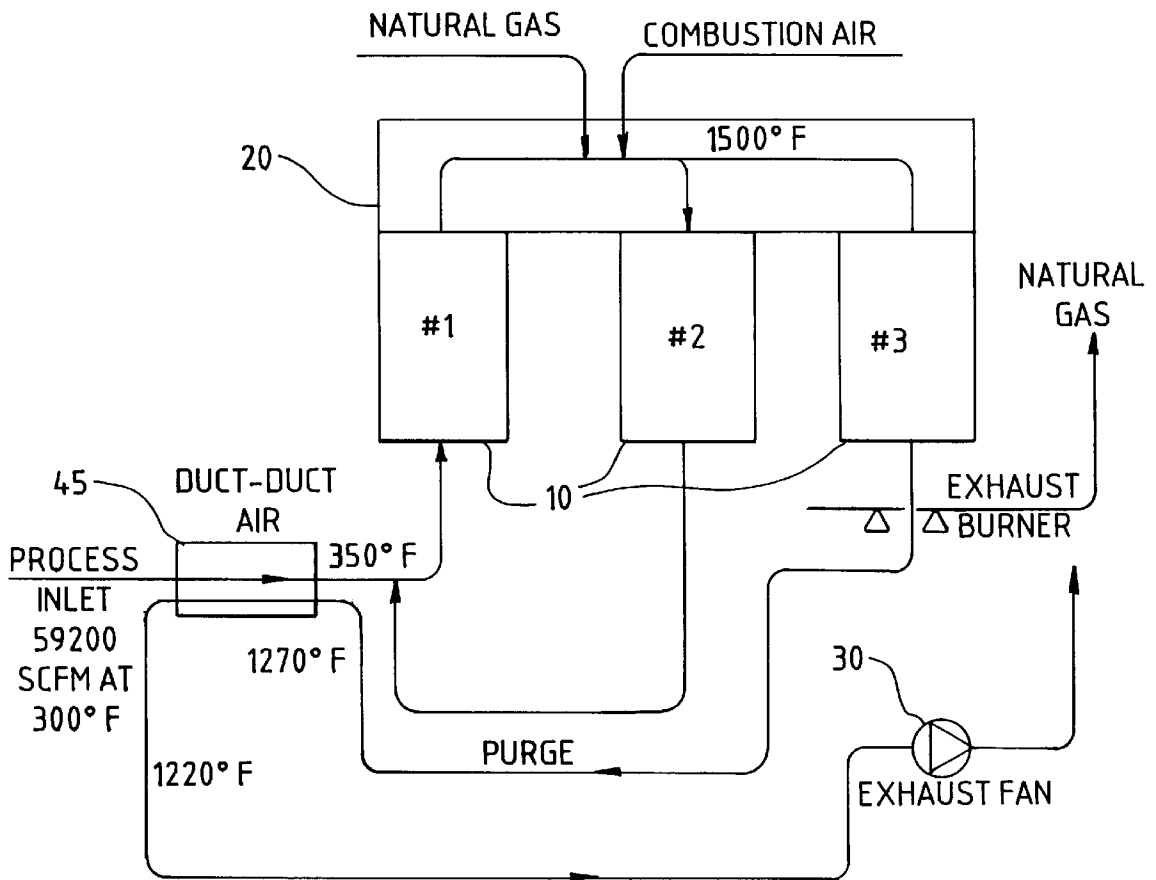 NATURAL GAS
COMBUSTION AIR
1500° F
20
#1
#2
#3
NATURAL
GAS
10
45
DUCT-DUCT
AIR
EXHAUST
BURNER
PROCESS
350° F
INLET
59200
SCFM AT
300° F
1270° F
30
PURGE
1220° F
EXHAUST FAN